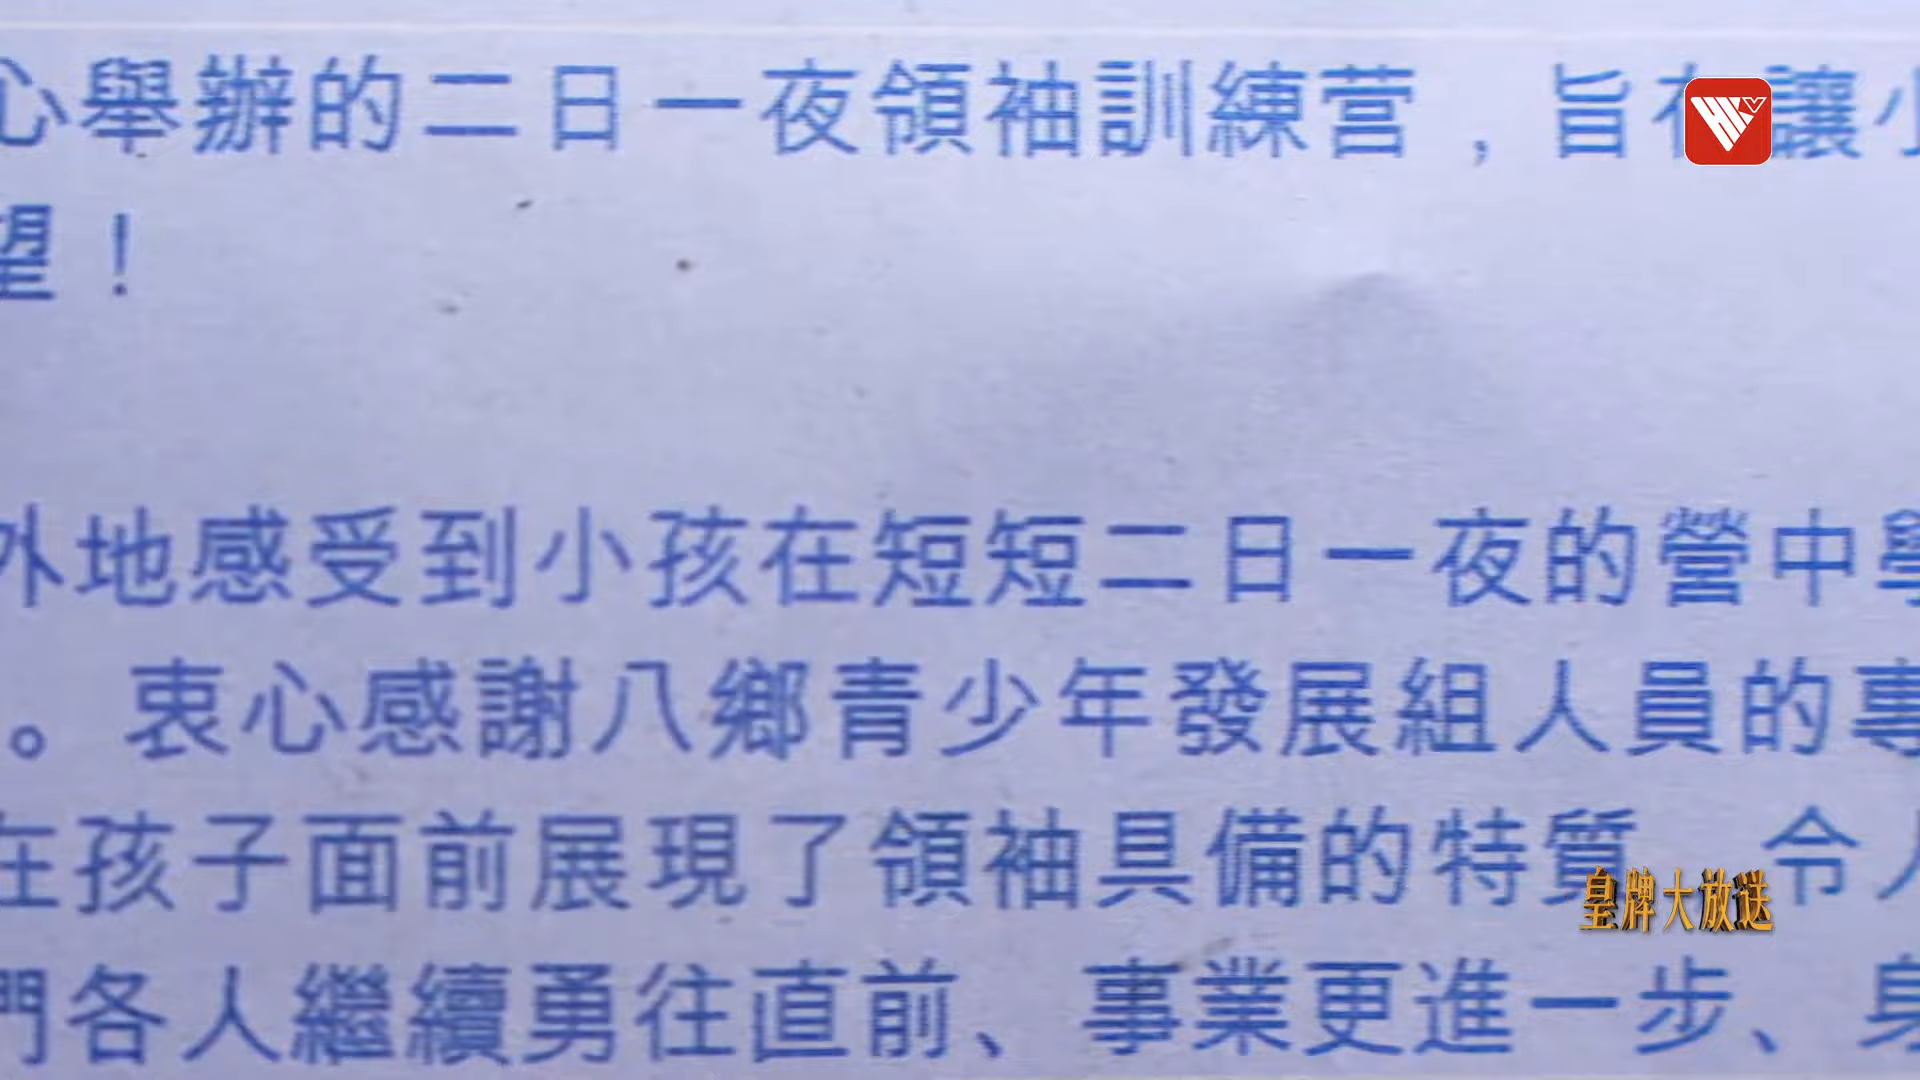 心舉辦的二日一夜領袖訓練营，旨在讓小
望！
外地感受到小孩在短短二日一夜的營中學
。衷心感謝八鄉青少年發展組人員的專
在孩子面前展現了領袖具備的特質 令人
皇牌大放送
們各人繼續勇往直前、事業更進一步、身